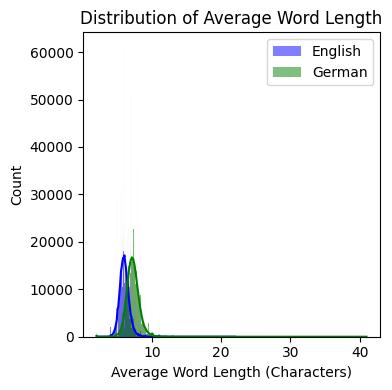 Distribution of Average Word Length
English
German
Count
60000
50000
40000
30000
20000
10000
0
10
20
30
40
Average Word Length (Characters)